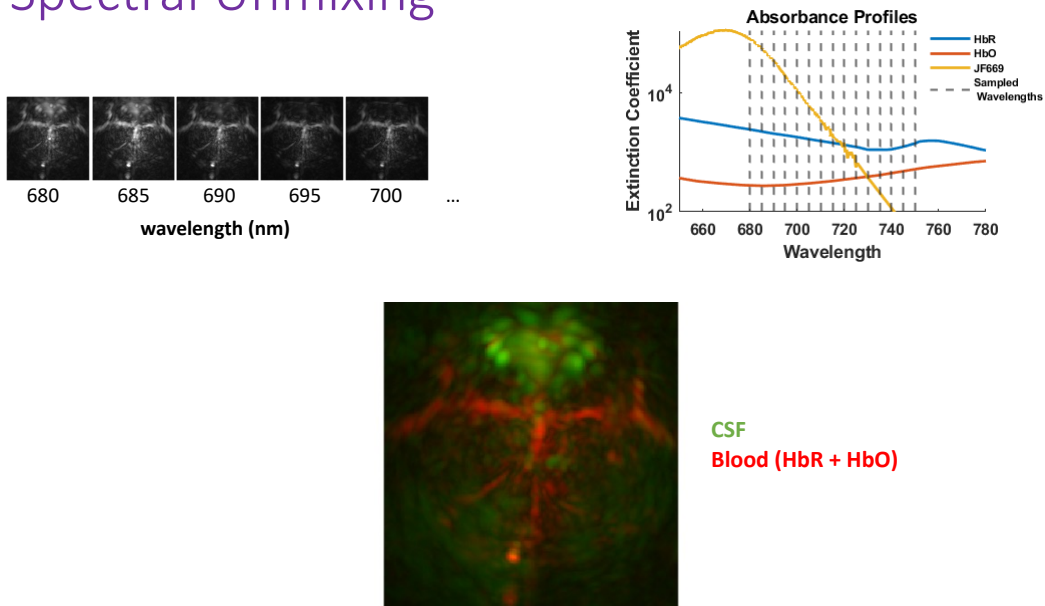 Spectral Unmixing
Absorbance Profiles
Extinction Coefficient
10⁴
10²
660 680 700 720 740 760 780
Wavelength
HbR
HbO
JF669
Sampled
Wavelengths
680 685 690 695 700 ...
wavelength (nm)
CSF
Blood (HbR + HbO)